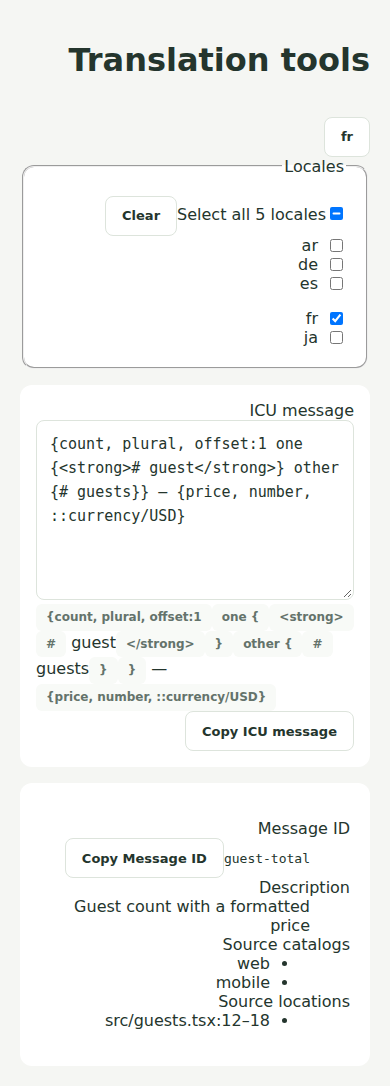 Translation tools
fr
Locales
Select all 5 locales Clear
ar
de
es
fr
ja
ICU message
{count, plural, offset:1 one
{<strong># guest</strong>} other
{# guests}} — {price, number,
::currency/USD}
{count, plural, offset:1 one { <strong>
# guest </strong> } other { #
guests } } —
{price, number, ::currency/USD}
Copy ICU message
Message ID
guest-total Copy Message ID
Description
Guest count with a formatted
price
Source catalogs
• web
• mobile
Source locations
• src/guests.tsx:12–18